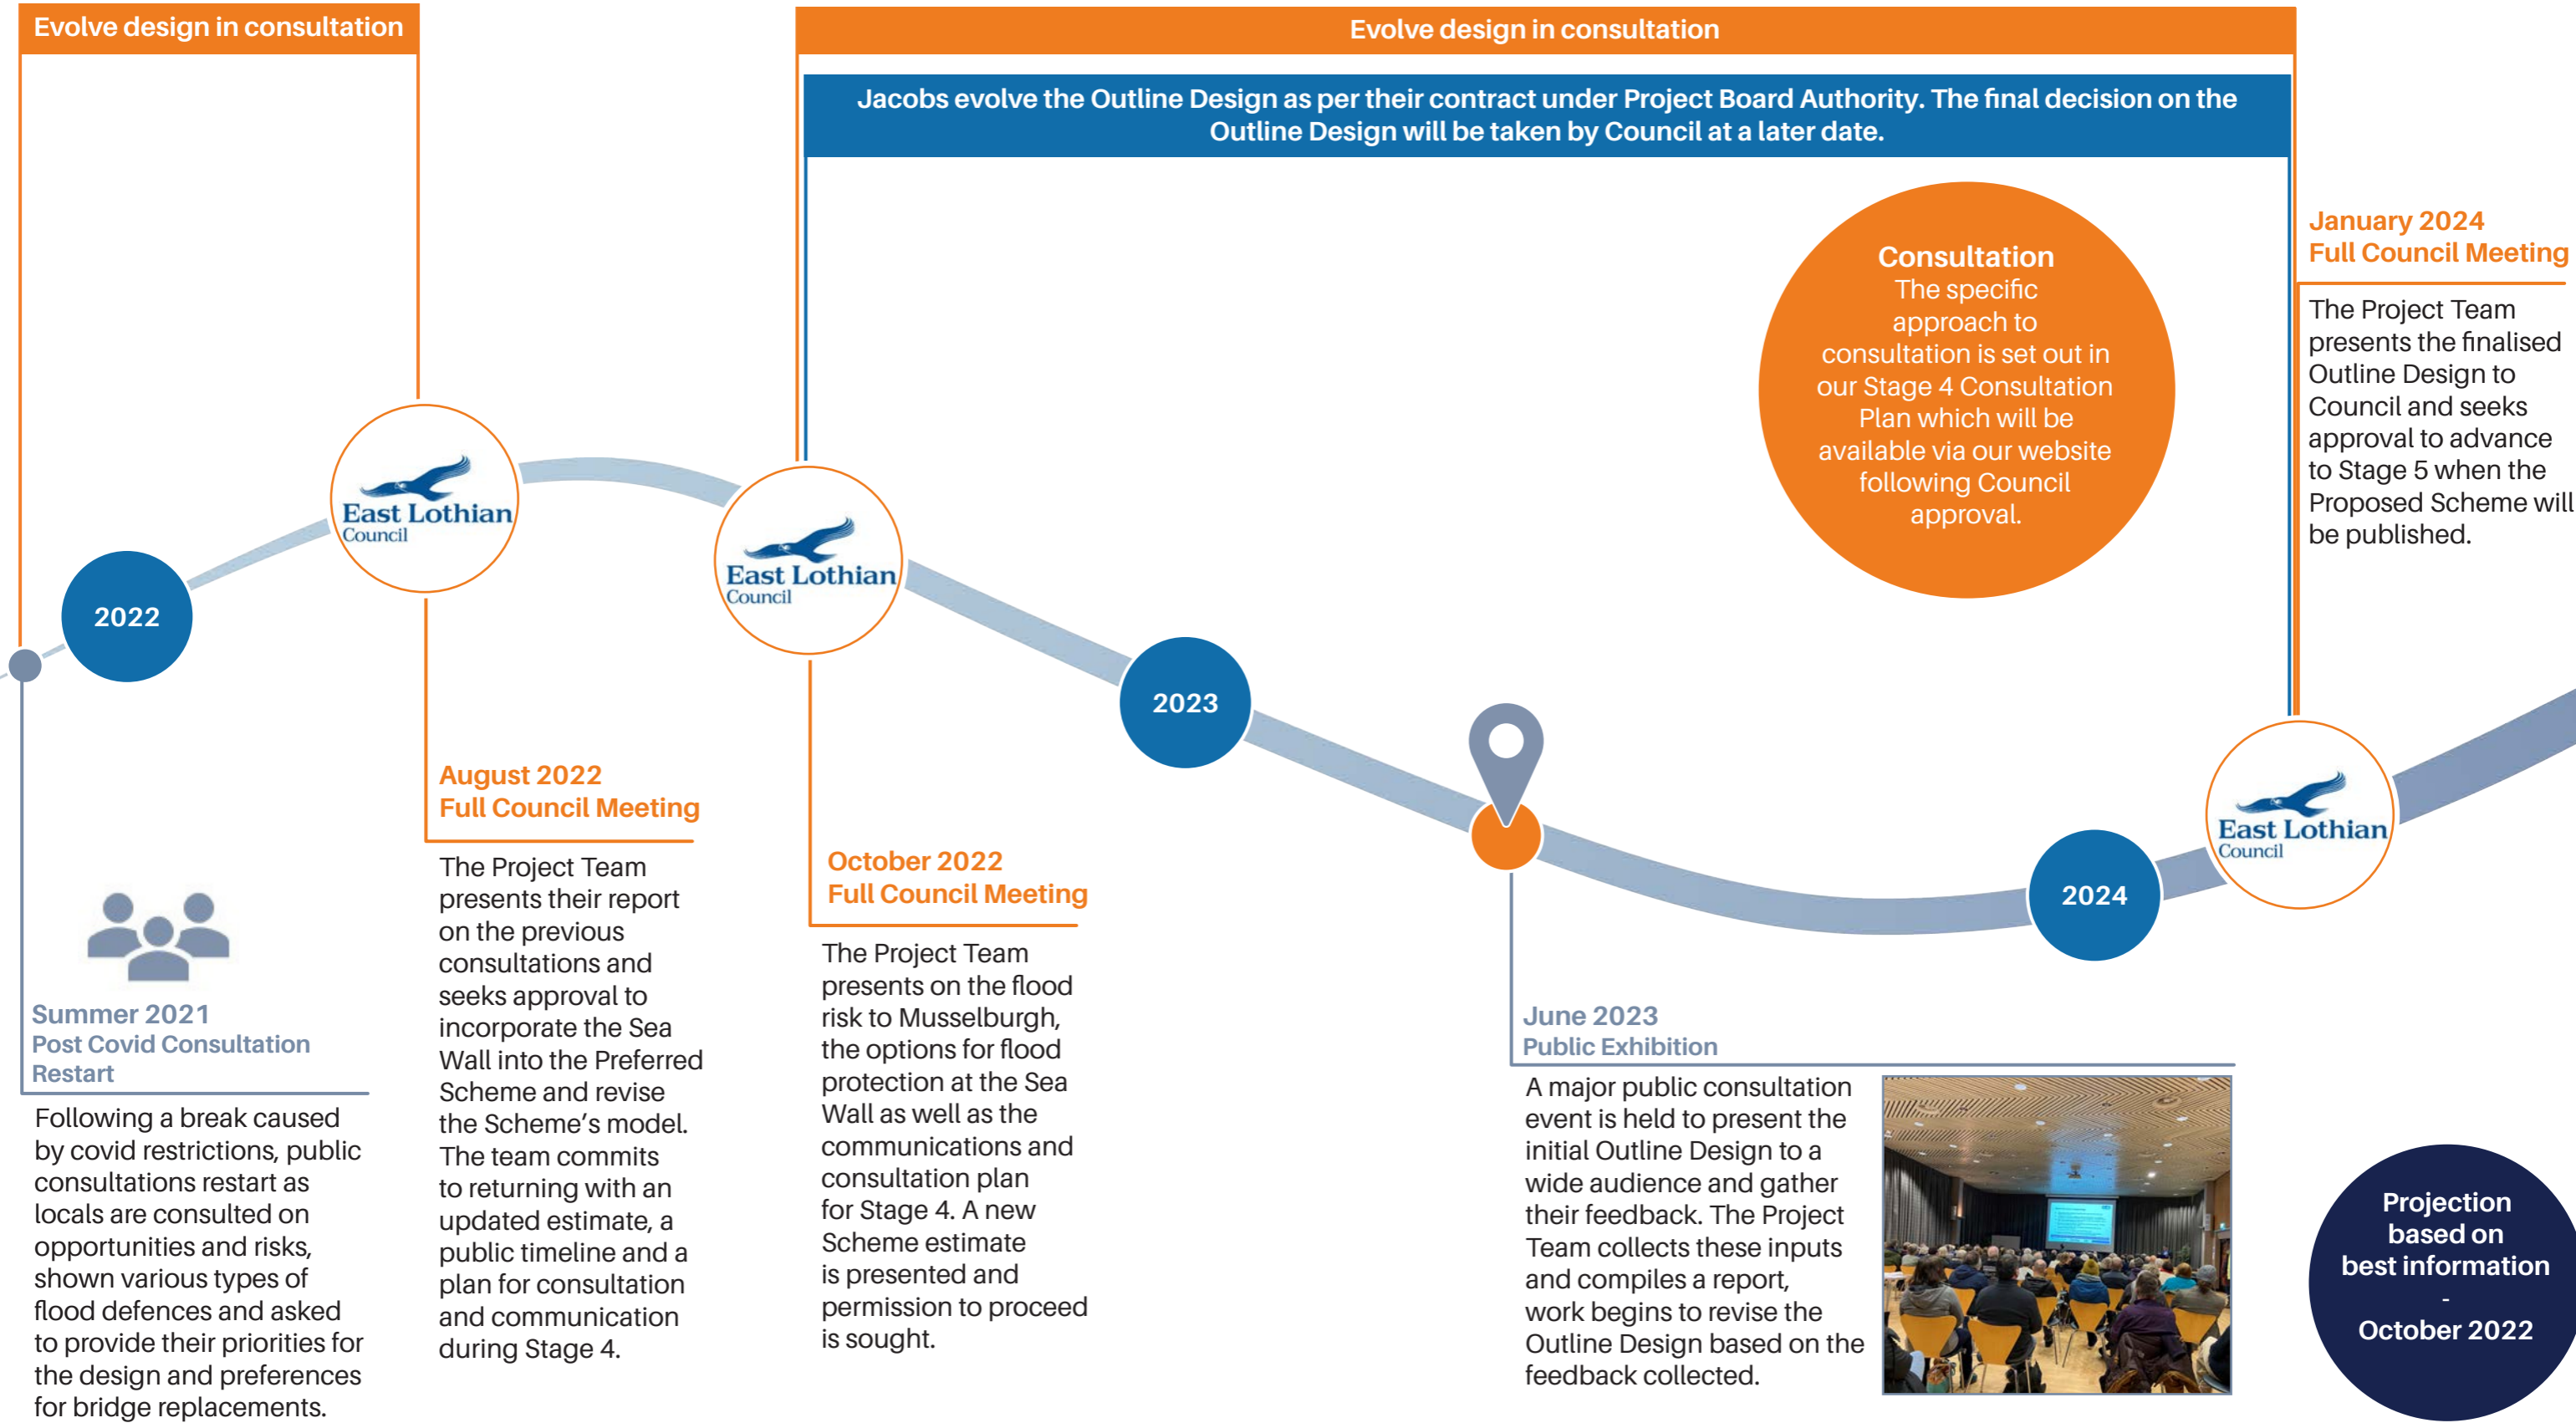 Evolve design in consultation
Evolve design in consultation
Jacobs evolve the Outline Design as per their contract under Project Board Authority. The final decision on the
Outline Design will be taken by Council at a later date.
Consultation
The specific
approach to
consultation is set out in
our Stage 4 Consultation
Plan which will be
available via our website
following Council
approval.
January 2024
Full Council Meeting
The Project Team
presents the finalised
Outline Design to
Council and seeks
approval to advance
to Stage 5 when the
Proposed Scheme will
be published.
2022
East Lothian
Council
East Lothian
Council
2023
2024
East Lothian
Council
Summer 2021
Post Covid Consultation
Restart
Following a break caused
by covid restrictions, public
consultations restart as
locals are consulted on
opportunities and risks,
shown various types of
flood defences and asked
to provide their priorities for
the design and preferences
for bridge replacements.
August 2022
Full Council Meeting
The Project Team
presents their report
on the previous
consultations and
seeks approval to
incorporate the Sea
Wall into the Preferred
Scheme and revise
the Scheme's model.
The team commits
to returning with an
updated estimate, a
public timeline and a
plan for consultation
and communication
during Stage 4.
October 2022
Full Council Meeting
The Project Team
presents on the flood
risk to Musselburgh,
the options for flood
protection at the Sea
Wall as well as the
communications and
consultation plan
for Stage 4. A new
Scheme estimate
is presented and
permission to proceed
is sought.
June 2023
Public Exhibition
A major public consultation
event is held to present the
initial Outline Design to a
wide audience and gather
their feedback. The Project
Team collects these inputs
and compiles a report,
work begins to revise the
Outline Design based on the
feedback collected.
Projection
based on
best information
-
October 2022